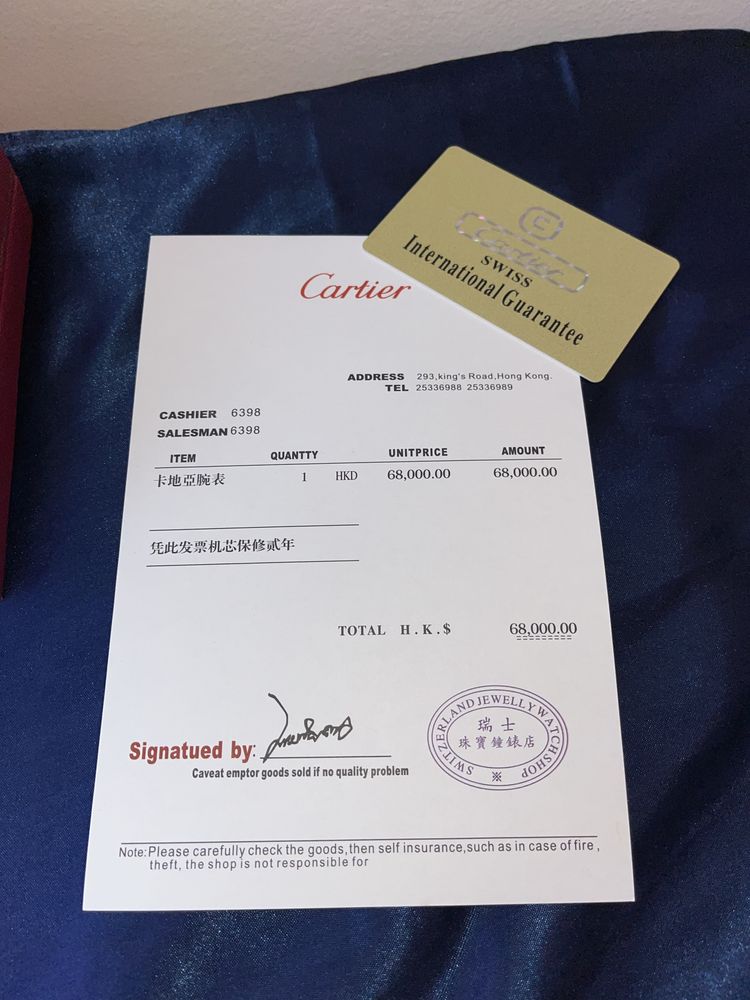 C
Cartier
SWISS
International Guarantee
Cartier
ADDRESS 293,king's Road,Hong Kong.
TEL 25336988 25336989
CASHIER 6398
SALESMAN 6398
ITEM QUANTTY UNITPRICE AMOUNT
卡地亞腕表 1 HKD 68,000.00 68,000.00
凭此发票机芯保修贰年
TOTAL H.K.$ 68,000.00
Signatued by:
Caveat emptor goods sold if no quality problem
SWITZERLAND JEWELLY WATCH SHOP
瑞士
珠寶鐘錶店
Note:Please carefully check the goods,then self insurance,such as in case of fire ,
theft, the shop is not responsible for